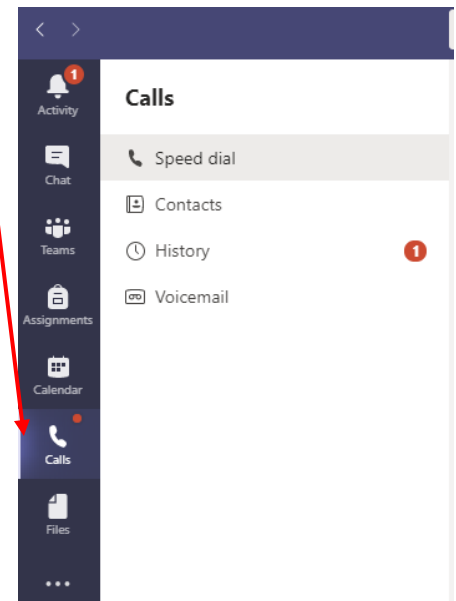 1
Activity
Chat
Teams
Assignments
Calendar
Calls
Files
Calls
Speed dial
Contacts
History 1
Voicemail